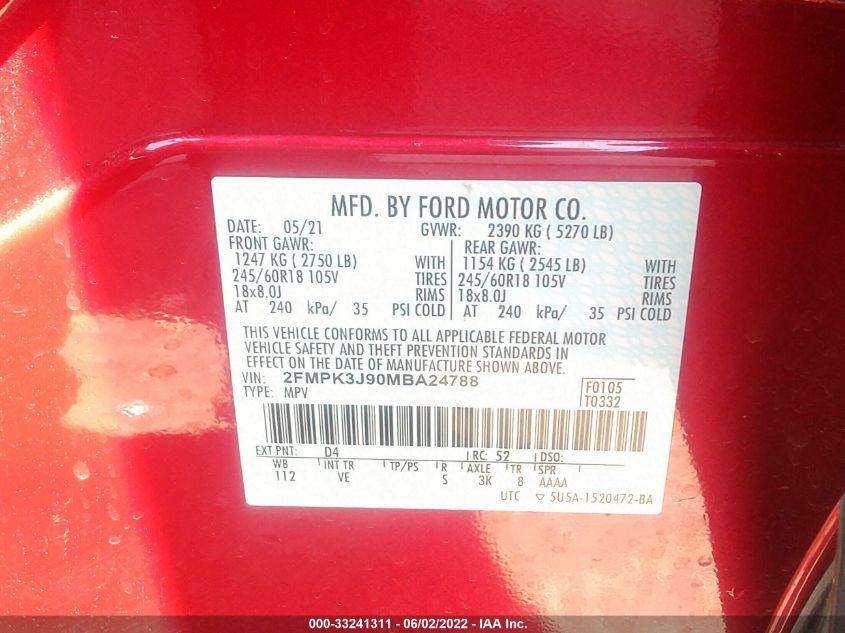 MFD. BY FORD MOTOR CO.
DATE: 05/21 GVWR: 2390 KG ( 5270 LB)
FRONT GAWR: REAR GAWR:
1247 KG ( 2750 LB) WITH 1154 KG ( 2545 LB) WITH
245/60R18 105V TIRES 245/60R18 105V TIRES
18x8.0J RIMS 18x8.0J RIMS
AT 240 kPa/ 35 PSI COLD AT 240 kPa/ 35 PSI COLD
THIS VEHICLE CONFORMS TO ALL APPLICABLE FEDERAL MOTOR
VEHICLE SAFETY AND THEFT PREVENTION STANDARDS IN
EFFECT ON THE DATE OF MANUFACTURE SHOWN ABOVE.
VIN: 2FMPK3J90MBA24788 F0105
TYPE: MPV T0332
EXT PNT: D4 RC: 52 DSO:
WB INT TR TP/PS R AXLE TR SPR
112 VE S 3K 8 AAAA
UTC ▽ 5U5A-1520472-BA
000-33241311 - 06/02/2022 - IAA Inc.